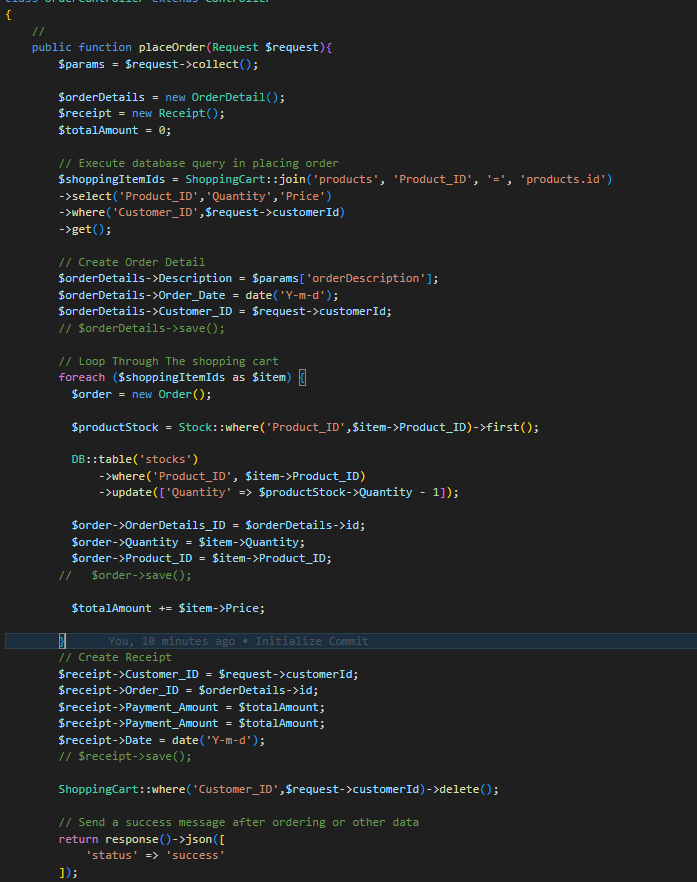 class OrderController extends Controller
{
    //
    public function placeOrder(Request $request){
        $params = $request->collect();

        $orderDetails = new OrderDetail();
        $receipt = new Receipt();
        $totalAmount = 0;

        // Execute database query in placing order
        $shoppingItemIds = ShoppingCart::join('products', 'Product_ID', '=', 'products.id')
        ->select('Product_ID','Quantity','Price')
        ->where('Customer_ID',$request->customerId)
        ->get();

        // Create Order Detail
        $orderDetails->Description = $params['orderDescription'];
        $orderDetails->Order_Date = date('Y-m-d');
        $orderDetails->Customer_ID = $request->customerId;
        // $orderDetails->save();

        // Loop Through The shopping cart
        foreach ($shoppingItemIds as $item) {
          $order = new Order();

          $productStock = Stock::where('Product_ID',$item->Product_ID)->first();

          DB::table('stocks')
              ->where('Product_ID', $item->Product_ID)
              ->update(['Quantity' => $productStock->Quantity - 1]);

          $order->OrderDetails_ID = $orderDetails->id;
          $order->Quantity = $item->Quantity;
          $order->Product_ID = $item->Product_ID;
        //   $order->save();

          $totalAmount += $item->Price;

        }      You, 10 minutes ago • Initialize Commit
        // Create Receipt
        $receipt->Customer_ID = $request->customerId;
        $receipt->Order_ID = $orderDetails->id;
        $receipt->Payment_Amount = $totalAmount;
        $receipt->Payment_Amount = $totalAmount;
        $receipt->Date = date('Y-m-d');
        // $receipt->save();

        ShoppingCart::where('Customer_ID',$request->customerId)->delete();

        // Send a success message after ordering or other data
        return response()->json([
            'status' => 'success'
        ]);